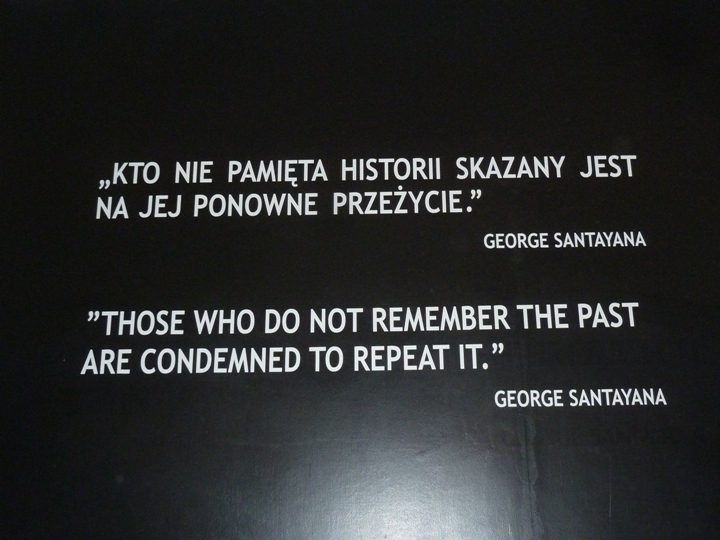 „KTO NIE PAMIĘTA HISTORII SKAZANY JEST
NA JEJ PONOWNE PRZEŻYCIE.”
GEORGE SANTAYANA
”THOSE WHO DO NOT REMEMBER THE PAST
ARE CONDEMNED TO REPEAT IT.”
GEORGE SANTAYANA